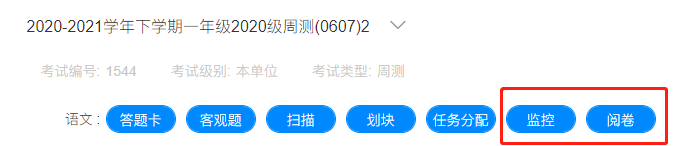 2020-2021学年下学期一年级2020级周测(0607)2
考试编号: 1544 考试级别: 本单位 考试类型: 周测
语文: 答题卡 客观题 扫描 划块 任务分配 监控 阅卷